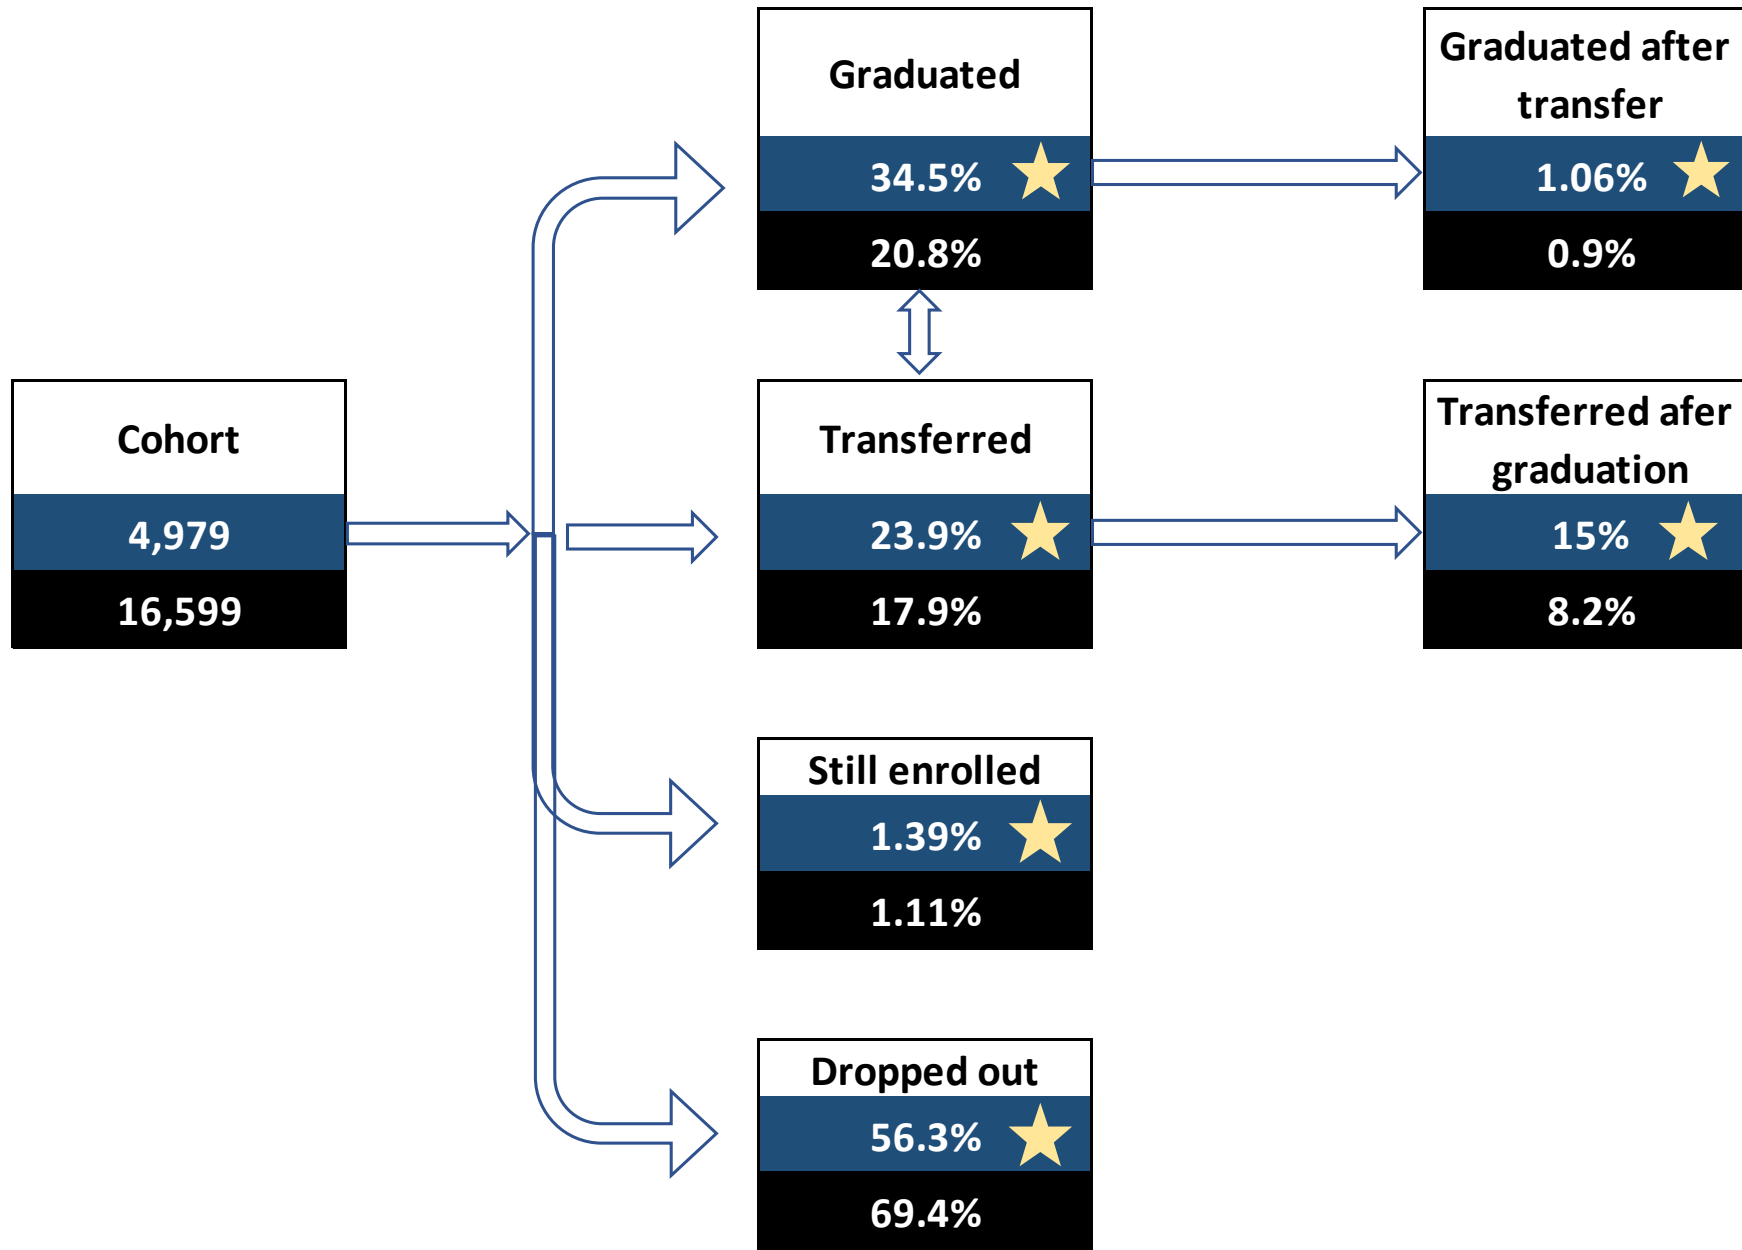 Graduated
34.5%
20.8%
Graduated after
transfer
1.06%
0.9%
Cohort
4,979
16,599
Transferred
23.9%
17.9%
Transferred afer
graduation
15%
8.2%
Still enrolled
1.39%
1.11%
Dropped out
56.3%
69.4%